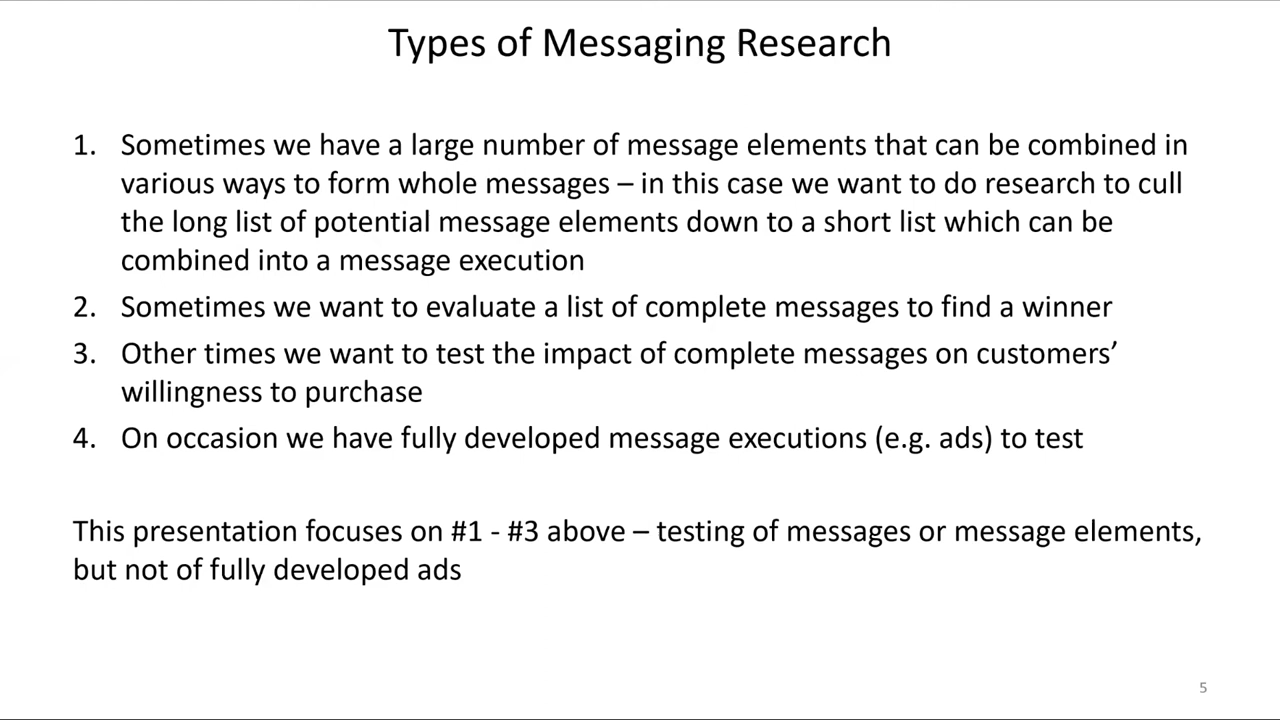 Types of Messaging Research
1. Sometimes we have a large number of message elements that can be combined in
various ways to form whole messages – in this case we want to do research to cull
the long list of potential message elements down to a short list which can be
combined into a message execution
2. Sometimes we want to evaluate a list of complete messages to find a winner
3. Other times we want to test the impact of complete messages on customers’
willingness to purchase
4. On occasion we have fully developed message executions (e.g. ads) to test
This presentation focuses on #1 - #3 above – testing of messages or message elements,
but not of fully developed ads
5